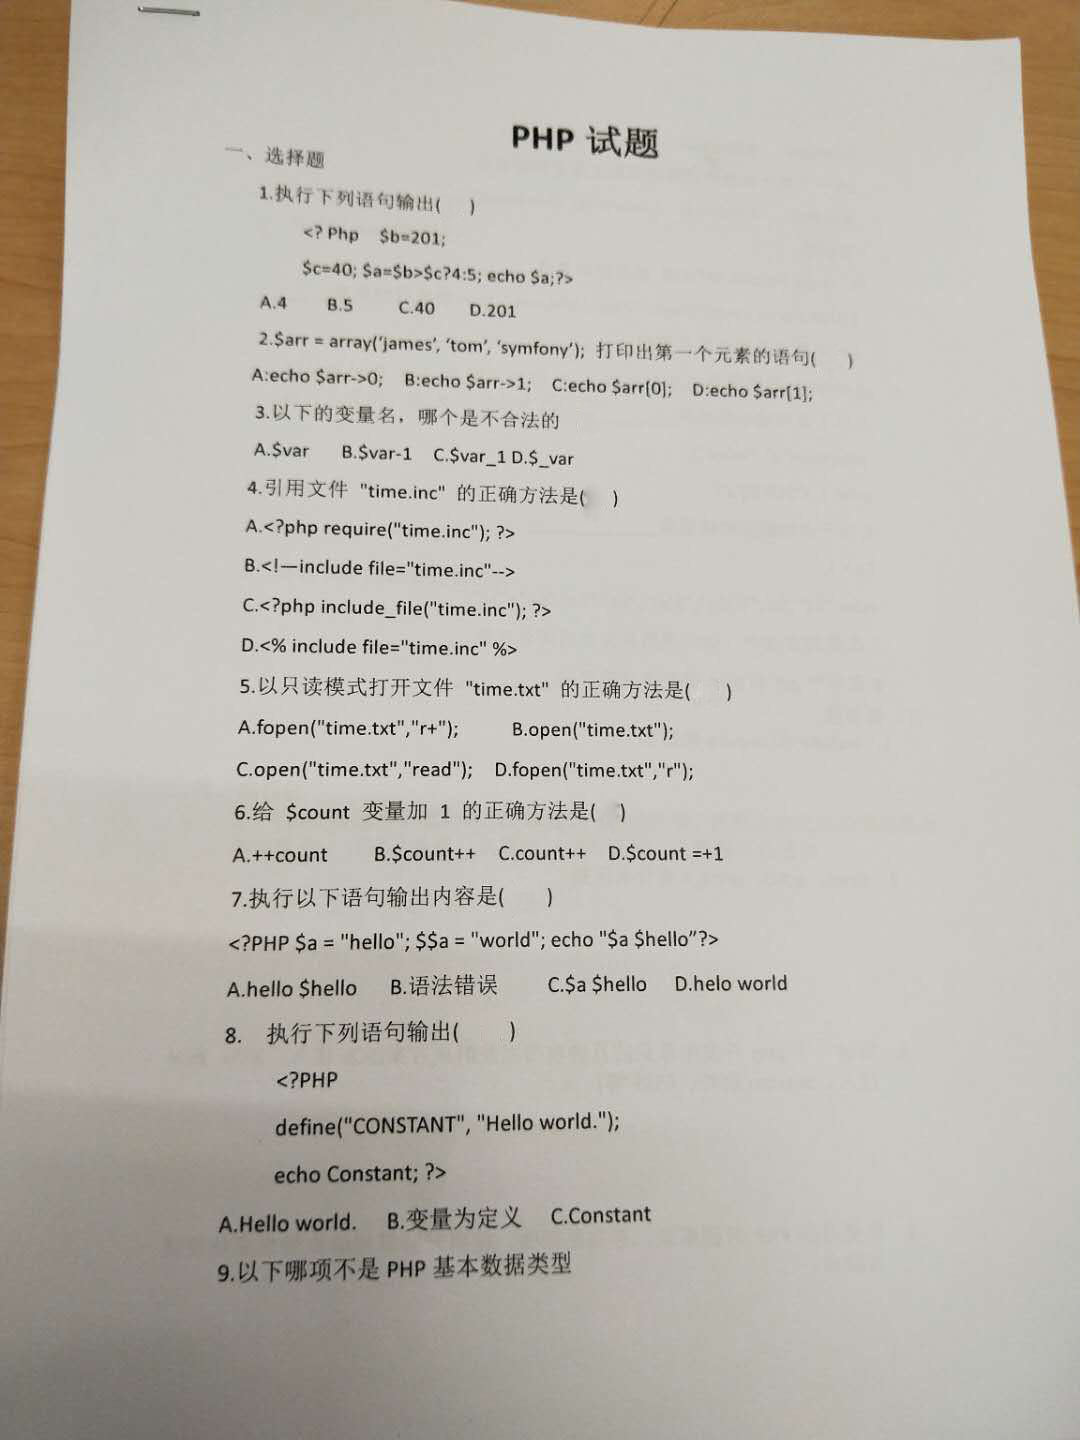 PHP 试题
一、选择题
1.执行下列语句输出( )
<? Php $b=201;
$c=40; $a=$b>$c?4:5; echo $a;?>
A.4 B.5 C.40 D.201
2.$arr = array(‘james’, ‘tom’, ‘symfony’); 打印出第一个元素的语句( )
A:echo $arr->0; B:echo $arr->1; C:echo $arr[0]; D:echo $arr[1];
3.以下的变量名，哪个是不合法的
A.$var B.$var-1 C.$var_1 D.$_var
4.引用文件 "time.inc" 的正确方法是( )
A.<?php require("time.inc"); ?>
B.<!—include file="time.inc"-->
C.<?php include_file("time.inc"); ?>
D.<% include file="time.inc" %>
5.以只读模式打开文件 "time.txt" 的正确方法是( )
A.fopen("time.txt","r+"); B.open("time.txt");
C.open("time.txt","read"); D.fopen("time.txt","r");
6.给 $count 变量加 1 的正确方法是( )
A.++count B.$count++ C.count++ D.$count =+1
7.执行以下语句输出内容是( )
<?PHP $a = "hello"; $$a = "world"; echo "$a $hello”?>
A.hello $hello B.语法错误 C.$a $hello D.helo world
8. 执行下列语句输出( )
<?PHP
define("CONSTANT", "Hello world.");
echo Constant; ?>
A.Hello world. B.变量为定义 C.Constant
9.以下哪项不是 PHP 基本数据类型